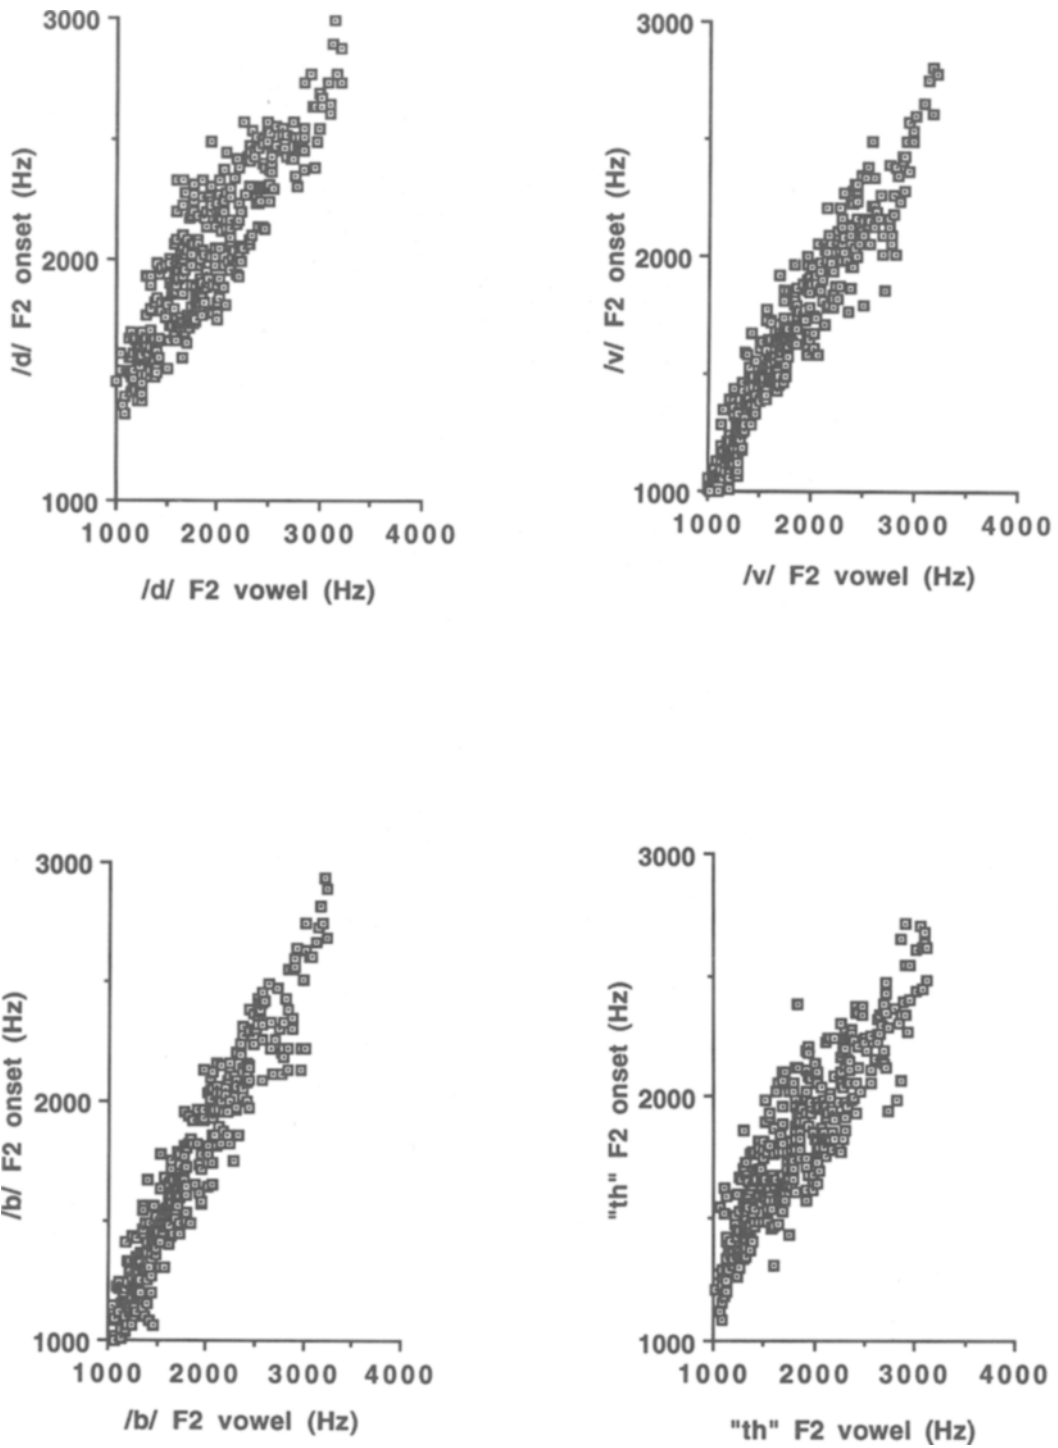 3000
/d/ F2 onset (Hz)
2000
1000
1000 2000 3000 4000
/d/ F2 vowel (Hz)
3000
/v/ F2 onset (Hz)
2000
1000
1000 2000 3000 4000
/v/ F2 vowel (Hz)
3000
/b/ F2 onset (Hz)
2000
1000
1000 2000 3000 4000
/b/ F2 vowel (Hz)
3000
"th" F2 onset (Hz)
2000
1000
1000 2000 3000 4000
"th" F2 vowel (Hz)